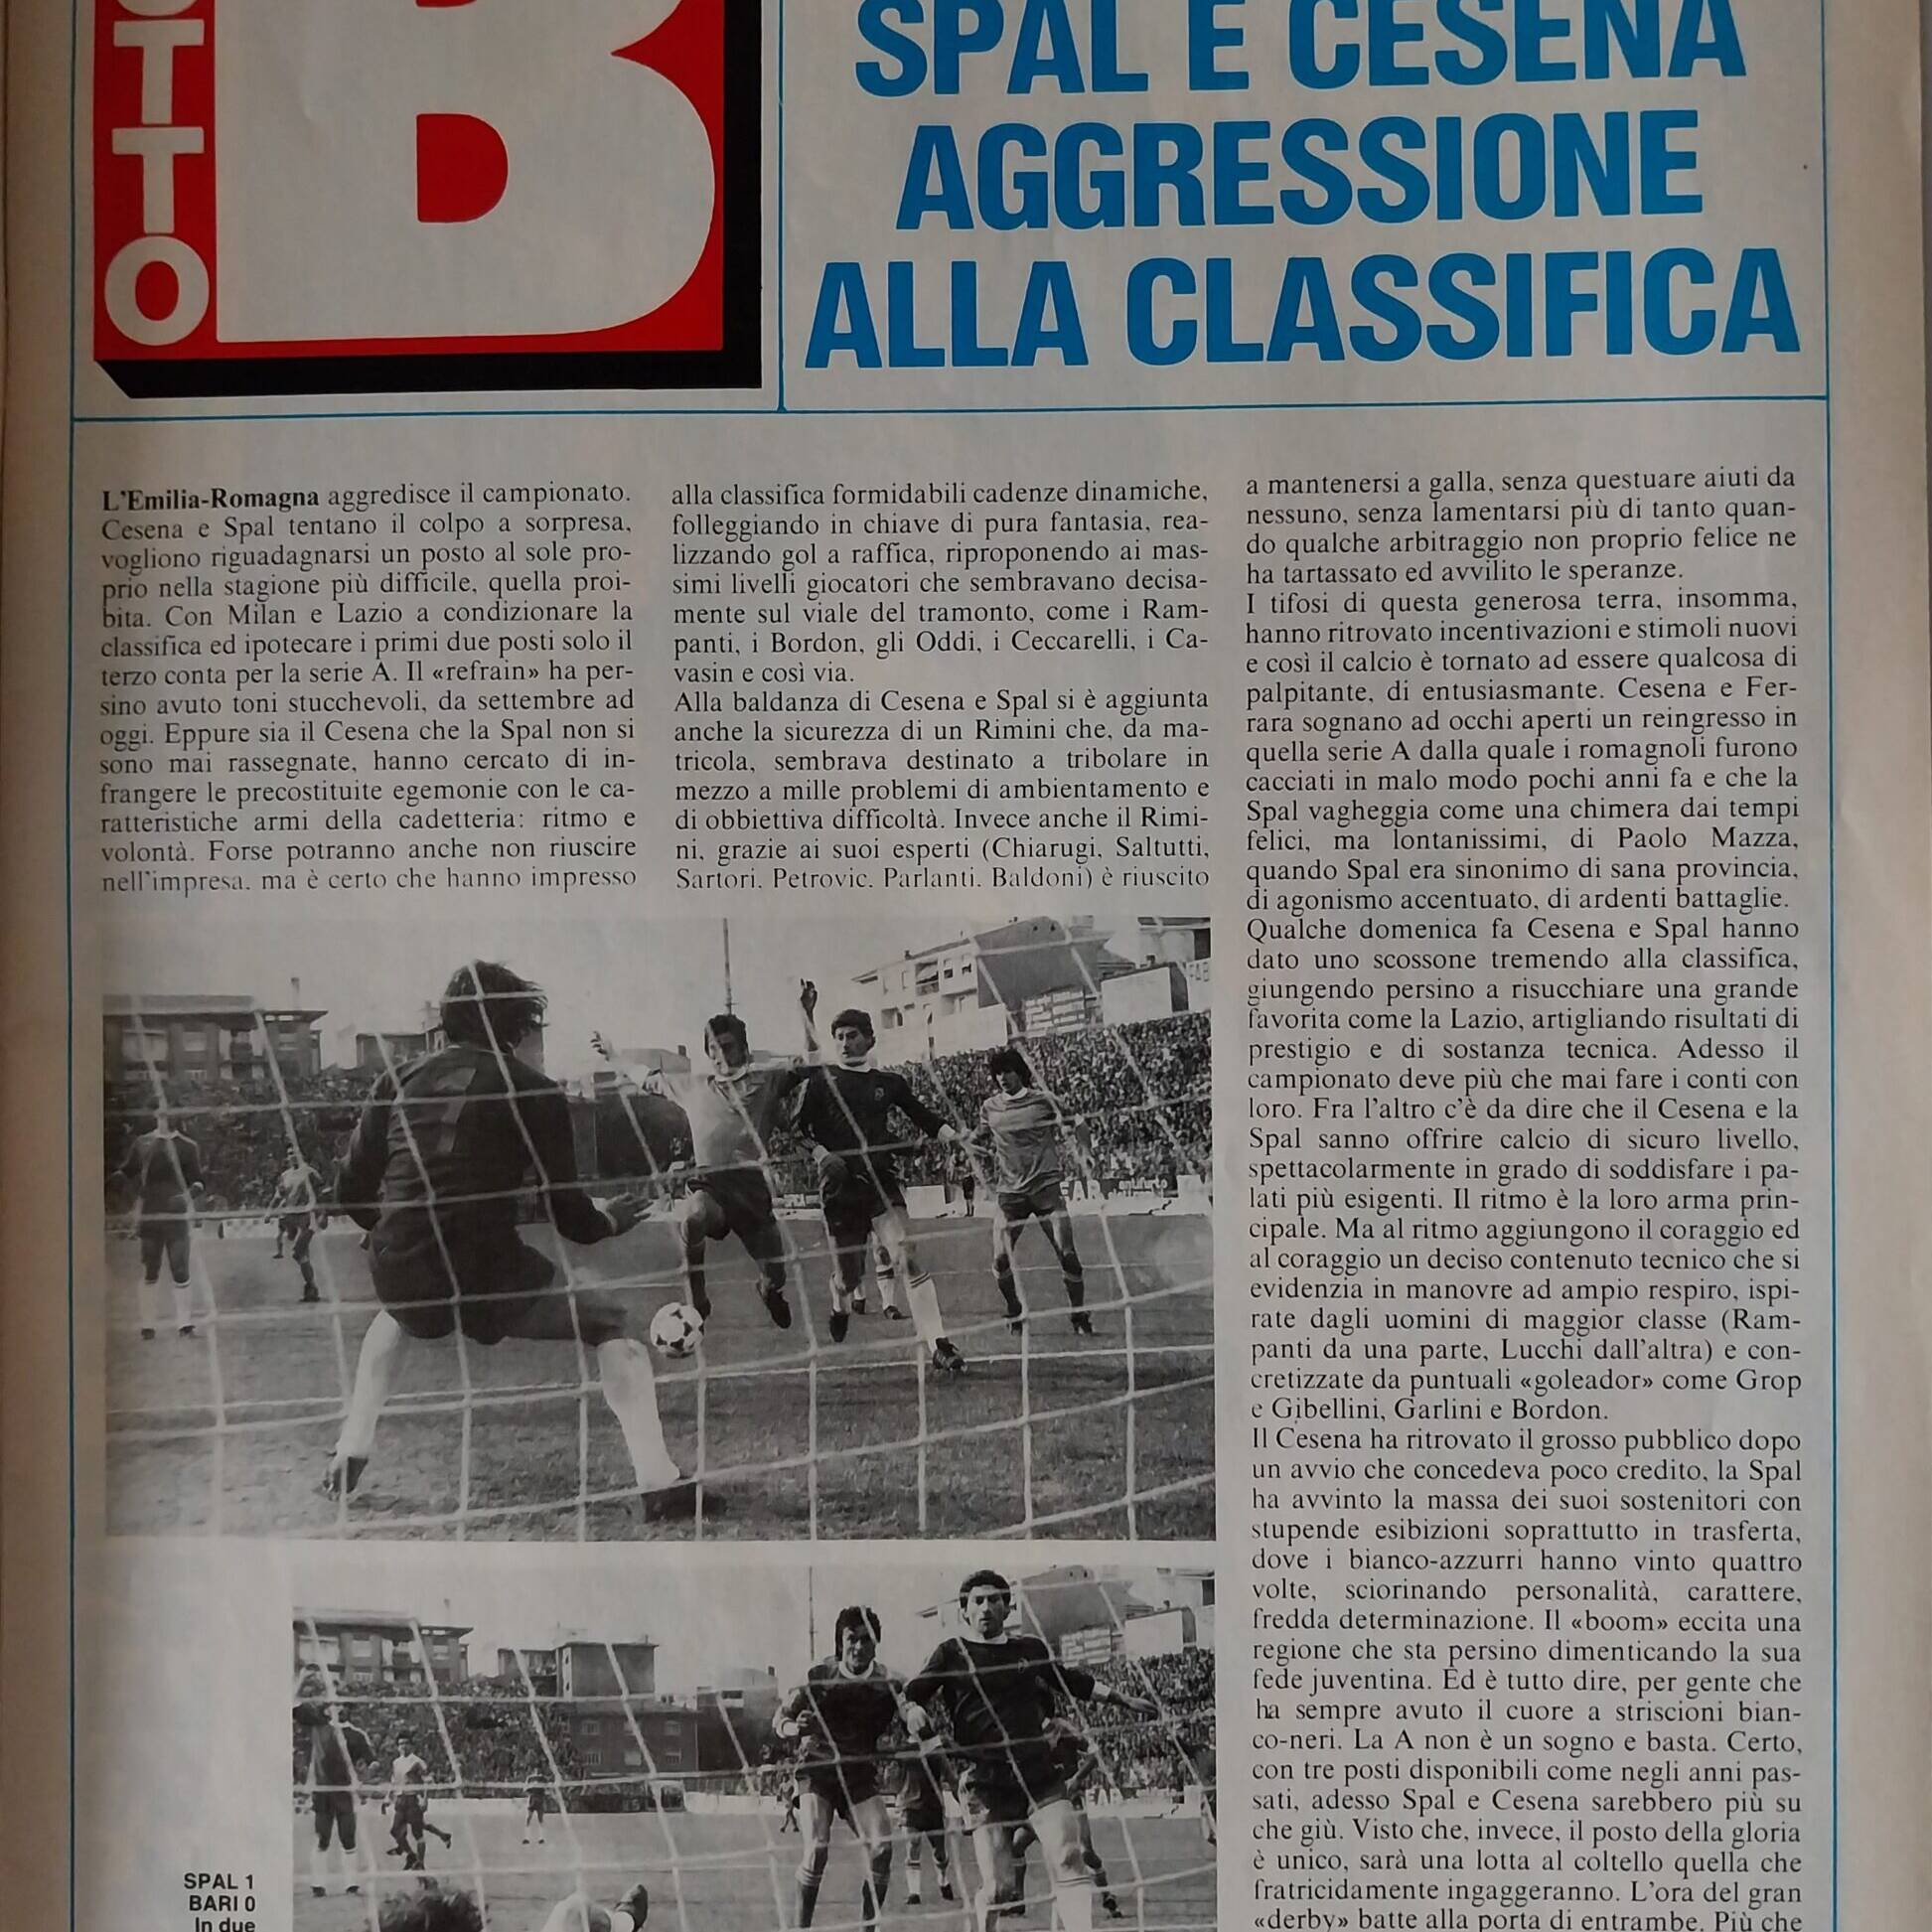 TTO
B
SPAL E CESENA
AGGRESSIONE
ALLA CLASSIFICA
L'Emilia-Romagna aggredisce il campionato.
Cesena e Spal tentano il colpo a sorpresa,
vogliono riguadagnarsi un posto al sole pro-
prio nella stagione più difficile, quella proi-
bita. Con Milan e Lazio a condizionare la
classifica ed ipotecare i primi due posti solo il
terzo conta per la serie A. Il «refrain» ha per-
sino avuto toni stucchevoli, da settembre ad
oggi. Eppure sia il Cesena che la Spal non si
sono mai rassegnate, hanno cercato di in-
frangere le precostituite egemonie con le ca-
ratteristiche armi della cadetteria: ritmo e
volontà. Forse potranno anche non riuscire
nell'impresa, ma è certo che hanno impresso
alla classifica formidabili cadenze dinamiche,
folleggiando in chiave di pura fantasia, rea-
lizzando gol a raffica, riproponendo ai mas-
simi livelli giocatori che sembravano decisa-
mente sul viale del tramonto, come i Ram-
panti, i Bordon, gli Oddi, i Ceccarelli, i Ca-
vasin e così via.
Alla baldanza di Cesena e Spal si è aggiunta
anche la sicurezza di un Rimini che, da ma-
tricola, sembrava destinato a tribolare in
mezzo a mille problemi di ambientamento e
di obbiettiva difficoltà. Invece anche il Rimi-
ni, grazie ai suoi esperti (Chiarugi, Saltutti,
Sartori, Petrovic, Parlanti, Baldoni) è riuscito
a mantenersi a galla, senza questuare aiuti da
nessuno, senza lamentarsi più di tanto quan-
do qualche arbitraggio non proprio felice ne
ha tartassato ed avvilito le speranze.
I tifosi di questa generosa terra, insomma,
hanno ritrovato incentivazioni e stimoli nuovi
e così il calcio è tornato ad essere qualcosa di
palpitante, di entusiasmante. Cesena e Fer-
rara sognano ad occhi aperti un reingresso in
quella serie A dalla quale i romagnoli furono
cacciati in malo modo pochi anni fa e che la
Spal vagheggia come una chimera dai tempi
felici, ma lontanissimi, di Paolo Mazza,
quando Spal era sinonimo di sana provincia,
di agonismo accentuato, di ardenti battaglie.
Qualche domenica fa Cesena e Spal hanno
dato uno scossone tremendo alla classifica,
giungendo persino a risucchiare una grande
favorita come la Lazio, artigliando risultati di
prestigio e di sostanza tecnica. Adesso il
campionato deve più che mai fare i conti con
loro. Fra l'altro c'è da dire che il Cesena e la
Spal sanno offrire calcio di sicuro livello,
spettacolarmente in grado di soddisfare i pa-
lati più esigenti. Il ritmo è la loro arma prin-
cipale. Ma al ritmo aggiungono il coraggio ed
al coraggio un deciso contenuto tecnico che si
evidenzia in manovre ad ampio respiro, ispi-
rate dagli uomini di maggior classe (Ram-
panti da una parte, Lucchi dall'altra) e con-
cretizzate da puntuali «goleador» come Grop
e Gibellini, Garlini e Bordon.
Il Cesena ha ritrovato il grosso pubblico dopo
un avvio che concedeva poco credito, la Spal
ha avvinto la massa dei suoi sostenitori con
stupende esibizioni soprattutto in trasferta,
dove i bianco-azzurri hanno vinto quattro
volte, sciorinando personalità, carattere,
fredda determinazione. Il «boom» eccita una
regione che sta persino dimenticando la sua
fede juventina. Ed è tutto dire, per gente che
ha sempre avuto il cuore a striscioni bian-
co-neri. La A non è un sogno e basta. Certo,
con tre posti disponibili come negli anni pas-
sati, adesso Spal e Cesena sarebbero più su
che giù. Visto che, invece, il posto della gloria
è unico, sarà una lotta al coltello quella che
fratricidamente ingaggeranno. L'ora del gran
«derby» batte alla porta di entrambe. Più che
SPAL 1
BARI 0
In due